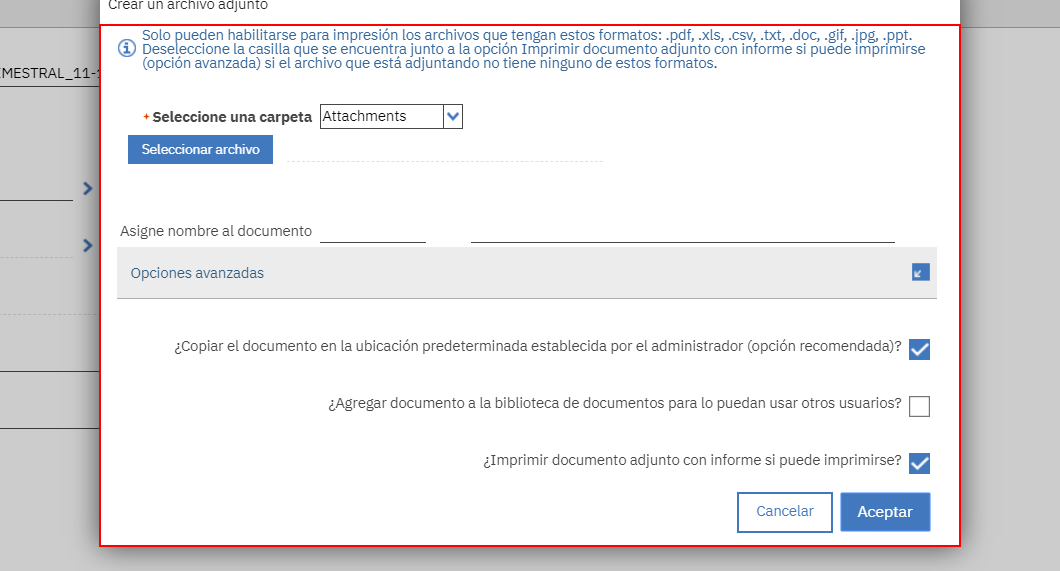 Crear un archivo adjunto
Solo pueden habilitarse para impresión los archivos que tengan estos formatos: .pdf, .xls, .csv, .txt, .doc, .gif, .jpg, .ppt.
Deseleccione la casilla que se encuentra junto a la opción Imprimir documento adjunto con informe si puede imprimirse
(opción avanzada) si el archivo que está adjuntando no tiene ninguno de estos formatos.
EMESTRAL_11-
* Seleccione una carpeta Attachments
Seleccionar archivo
Asigne nombre al documento
Opciones avanzadas
¿Copiar el documento en la ubicación predeterminada establecida por el administrador (opción recomendada)?
¿Agregar documento a la biblioteca de documentos para lo puedan usar otros usuarios?
¿Imprimir documento adjunto con informe si puede imprimirse?
Cancelar Aceptar